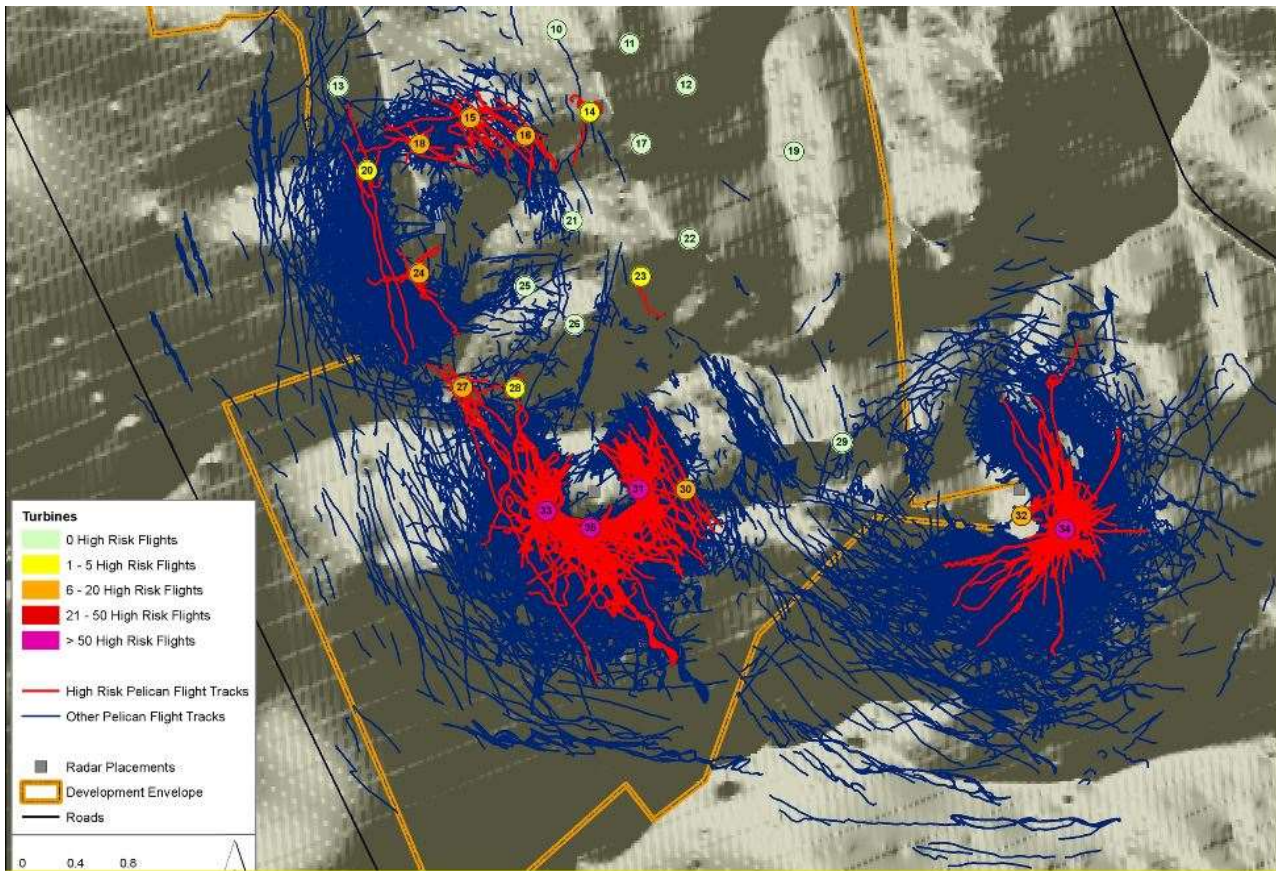 10
11
12
13
14
15
16
17
18
19
20
21
22
23
24
25
26
27
28
29
30
31
32
33
34
35
Turbines
0 High Risk Flights
1 - 5 High Risk Flights
6 - 20 High Risk Flights
21 - 50 High Risk Flights
> 50 High Risk Flights
High Risk Pelican Flight Tracks
Other Pelican Flight Tracks
Radar Placements
Development Envelope
Roads
0 0.4 0.8